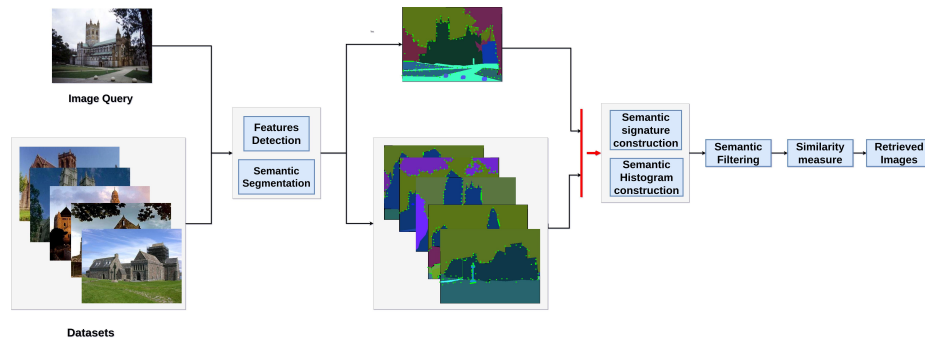 Image Query
Datasets
Features
Detection
Semantic
Segmentation
Semantic
signature
construction
Semantic
Histogram
construction
Semantic
Filtering
Similarity
measure
Retrieved
Images